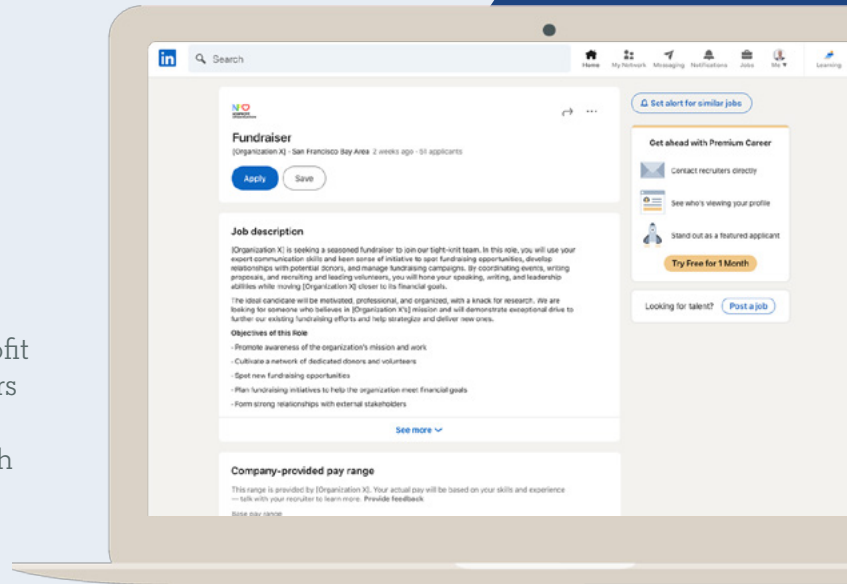 in
Search
Home
My Network
Messaging
Notifications
Jobs
Me
Learning
Fundraiser
[Organization X] - San Francisco Bay Area 2 weeks ago - 51 applicants
Apply
Save
Job description
[Organization X] is seeking a seasoned fundraiser to join our tight-knit team. In this role, you will use your
expert communication skills and keen sense of initiative to spot fundraising opportunities, develop
relationships with potential donors, and manage fundraising campaigns. By coordinating events, writing
proposals, and recruiting and leading volunteers, you will hone your speaking, writing, and leadership
abilities while moving [Organization X] closer to its financial goals.
The ideal candidate will be motivated, professional, and organized, with a knack for research. We are
looking for someone who believes in [Organization X's] mission and will demonstrate exceptional drive to
further our existing fundraising efforts and help strategize and deliver new ones.
Objectives of this Role
- Promote awareness of the organization's mission and work
- Cultivate a network of dedicated donors and volunteers
- Spot new fundraising opportunities
- Plan fundraising initiatives to help the organization meet financial goals
- Form strong relationships with external stakeholders
See more
Company-provided pay range
This range is provided by [Organization X]. Your actual pay will be based on your skills and experience
— talk with your recruiter to learn more. Provide feedback
Base pay range
Set alert for similar jobs
Get ahead with Premium Career
Contact recruiters directly
See who's viewing your profile
Stand out as a featured applicant
Try Free for 1 Month
Looking for talent?
Post a job
ofit
rs
h